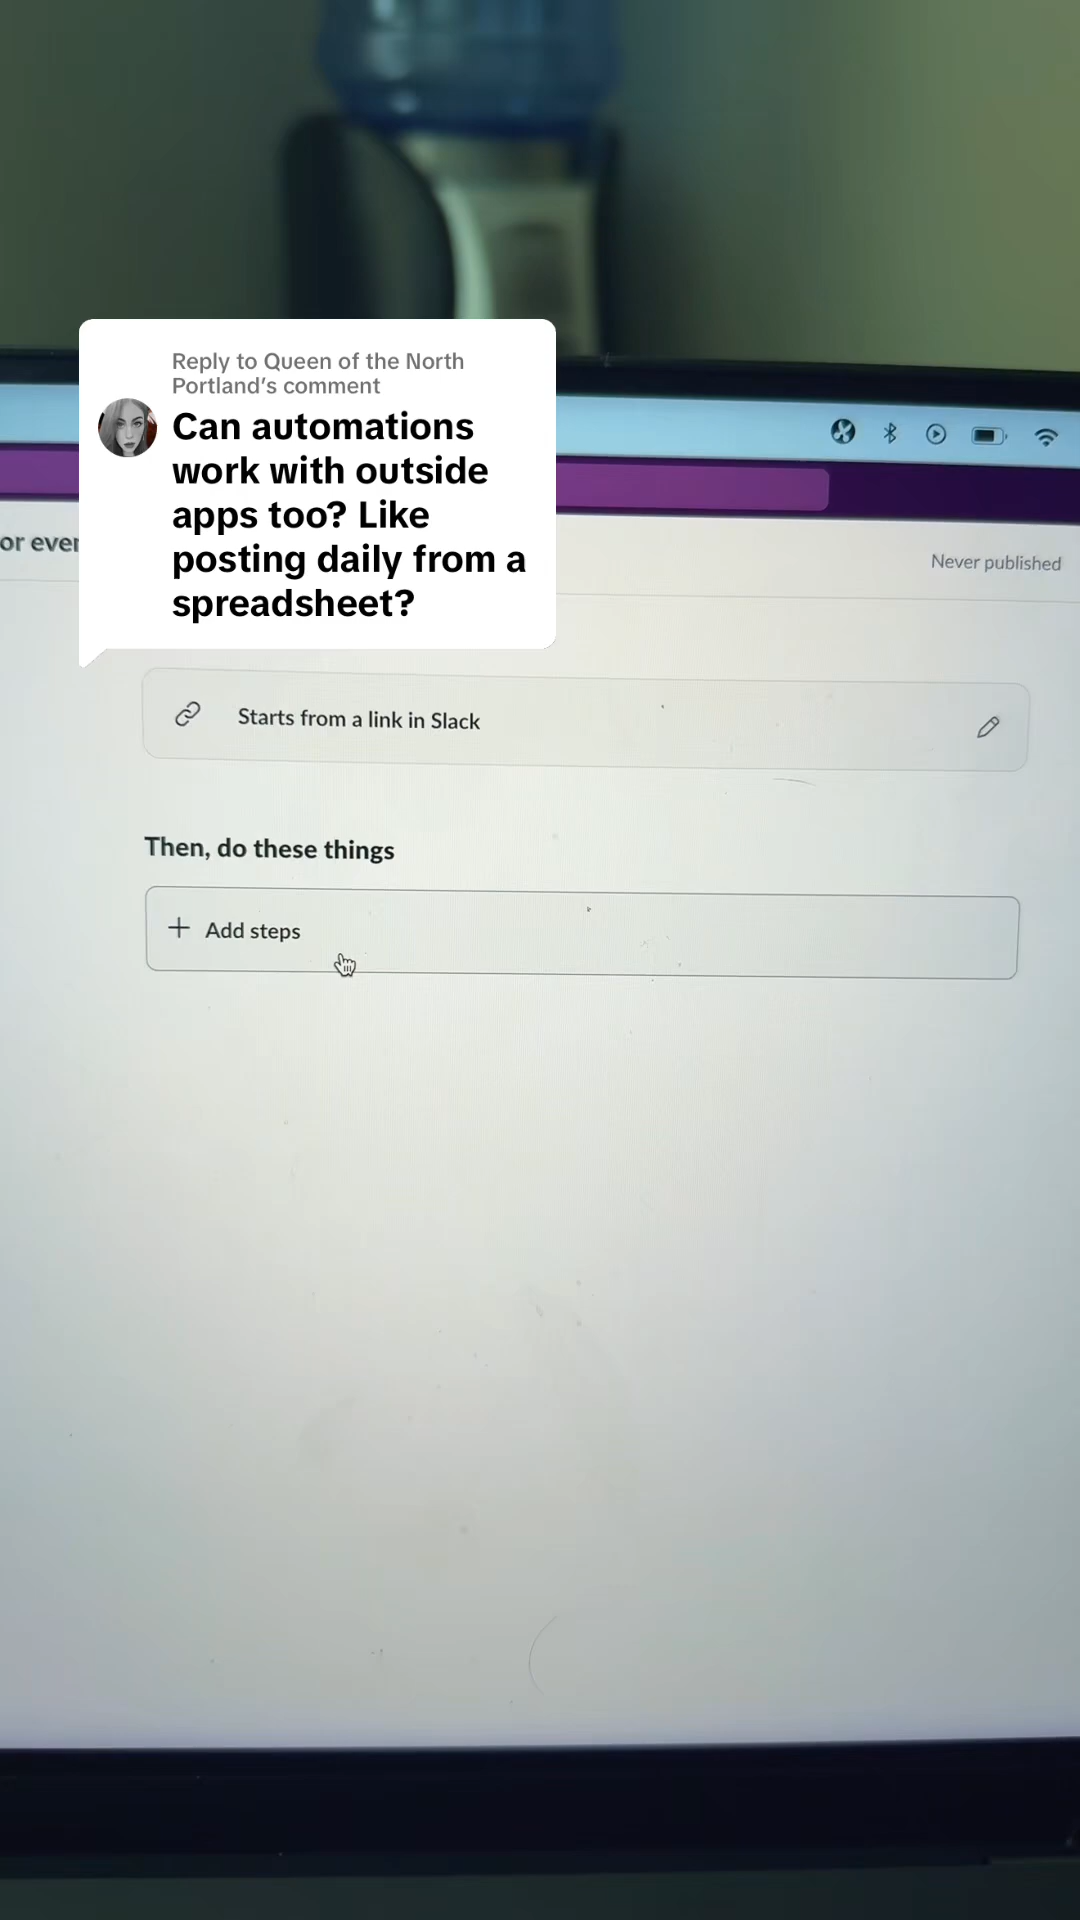 Reply to Queen of the North
Portland's comment
Can automations
work with outside
apps too? Like
posting daily from a
spreadsheet?
or
Never published
Starts from a link in Slack
Then, do these things
Add steps